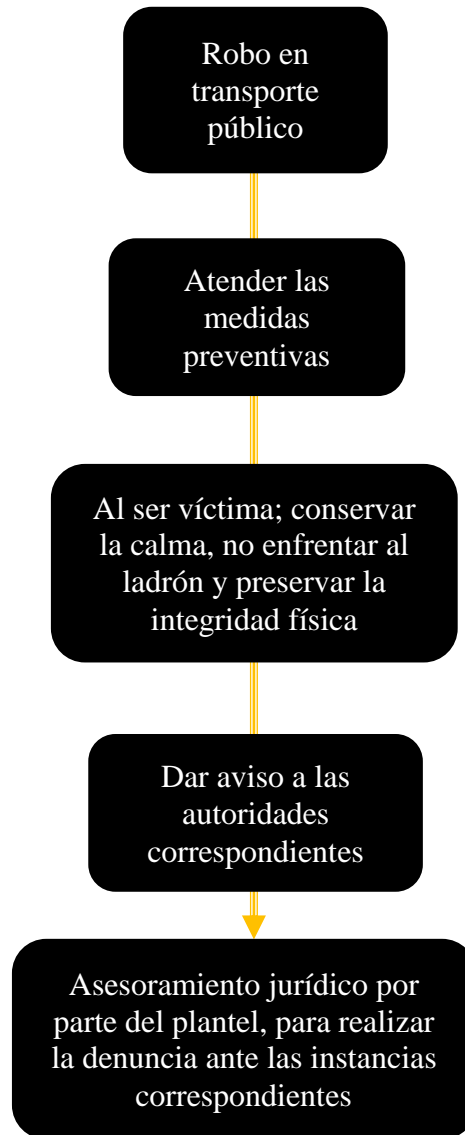 Robo en
transporte
público
Atender las
medidas
preventivas
Al ser víctima; conservar
la calma, no enfrentar al
ladrón y preservar la
integridad física
Dar aviso a las
autoridades
correspondientes
Asesoramiento jurídico por
parte del plantel, para realizar
la denuncia ante las instancias
correspondientes